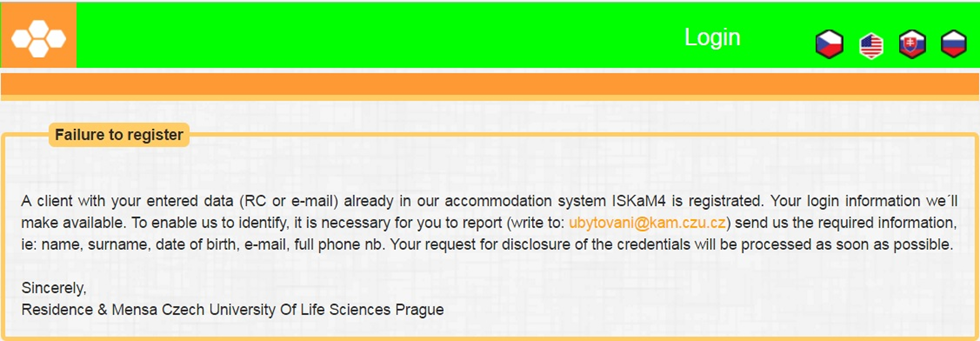 Login
Failure to register
A client with your entered data (RC or e-mail) already in our accommodation system ISKaM4 is registered. Your login information we´ll
make available. To enable us to identify, it is necessary for you to report (write to: ubytovani@kam.czu.cz) send us the required information,
ie: name, surname, date of birth, e-mail, full phone nb. Your request for disclosure of the credentials will be processed as soon as possible.
Sincerely,
Residence & Mensa Czech University Of Life Sciences Prague